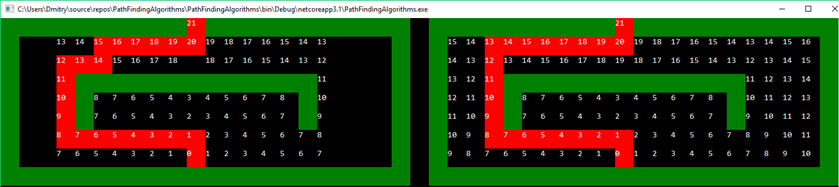 C:\Users\Dmitry\source\repos\PathFindingAlgorithms\PathFindingAlgorithms\bin\Debug\netcoreapp3.1\PathFindingAlgorithms.exe
21 21
13 14 15 16 17 18 19 20 19 18 17 16 15 14 13 15 14 13 14 15 16 17 18 19 20 19 18 17 16 15 14 13 14 15 16
12 13 14 15 16 17 18 18 17 16 15 14 13 12 14 13 12 13 14 15 16 17 18 19 18 17 16 15 14 13 12 13 14 15
11 11 13 12 11 11 12 13 14
10 8 7 6 5 4 3 4 5 6 7 8 10 12 11 10 8 7 6 5 4 3 4 5 6 7 8 10 11 12 13
9 7 6 5 4 3 2 3 4 5 6 7 9 11 10 9 7 6 5 4 3 2 3 4 5 6 7 9 10 11 12
8 7 6 5 4 3 2 1 2 3 4 5 6 7 8 10 9 8 7 6 5 4 3 2 1 2 3 4 5 6 7 8 9 10 11
7 6 5 4 3 2 1 0 1 2 3 4 5 6 7 9 8 7 6 5 4 3 2 1 0 1 2 3 4 5 6 7 8 9 10